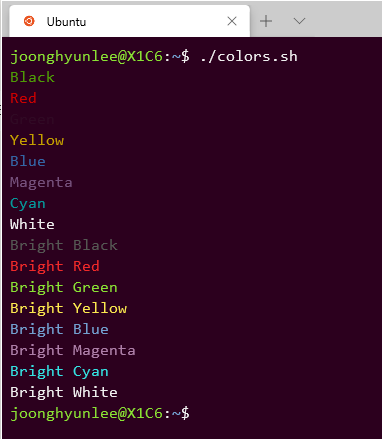 Ubuntu
joonghyunlee@X1C6:~$ ./colors.sh
Black
Red
Green
Yellow
Blue
Magenta
Cyan
White
Bright Black
Bright Red
Bright Green
Bright Yellow
Bright Blue
Bright Magenta
Bright Cyan
Bright White
joonghyunlee@X1C6:~$